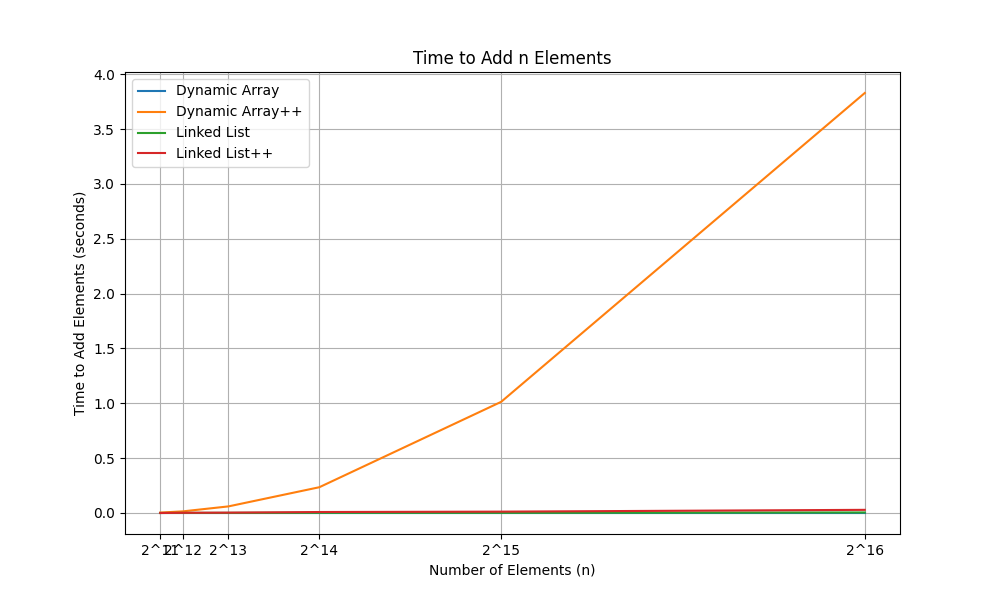 Time to Add n Elements
Dynamic Array
Dynamic Array++
Linked List
Linked List++
4.0
3.5
3.0
2.5
2.0
1.5
1.0
0.5
0.0
Time to Add Elements (seconds)
2^11 2^12 2^13 2^14 2^15 2^16
Number of Elements (n)